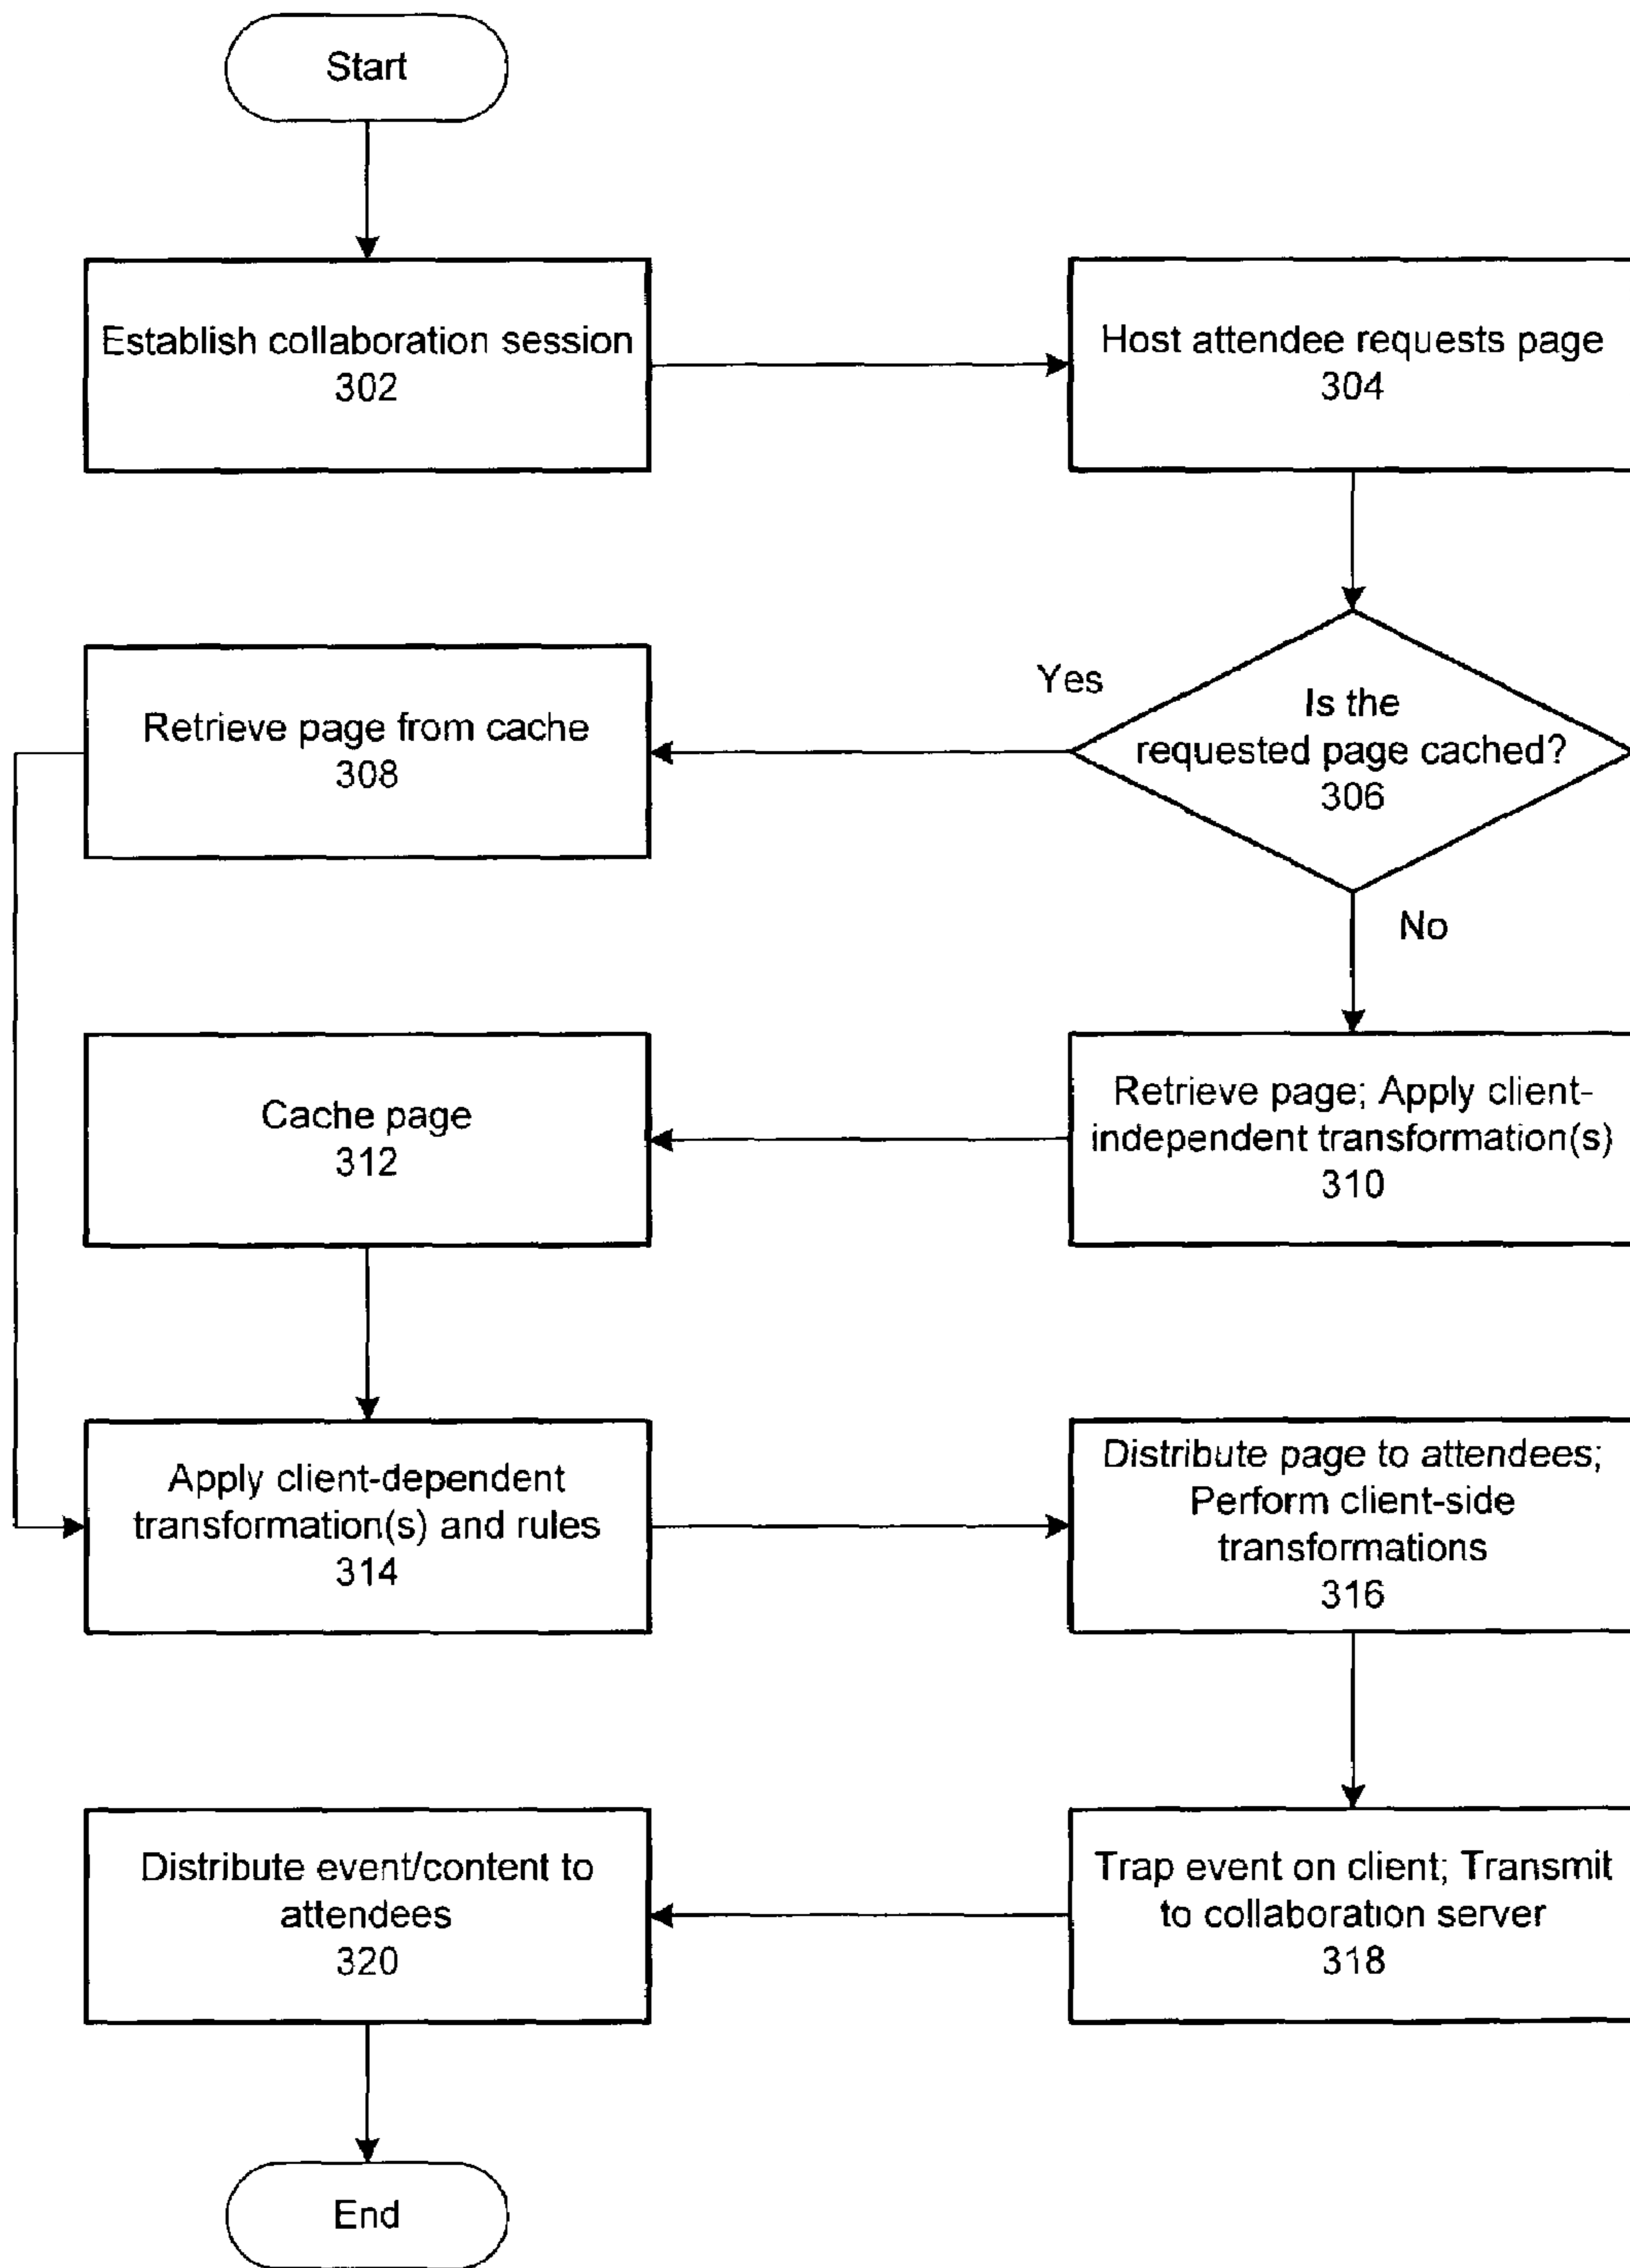 Start
Establish collaboration session
302
Host attendee requests page
304
Yes
Is the
requested page cached?
306
Retrieve page from cache
308
No
Retrieve page; Apply client-
independent transformation(s)
310
Cache page
312
Apply client-dependent
transformation(s) and rules
314
Distribute page to attendees;
Perform client-side
transformations
316
Trap event on client; Transmit
to collaboration server
318
Distribute event/content to
attendees
320
End